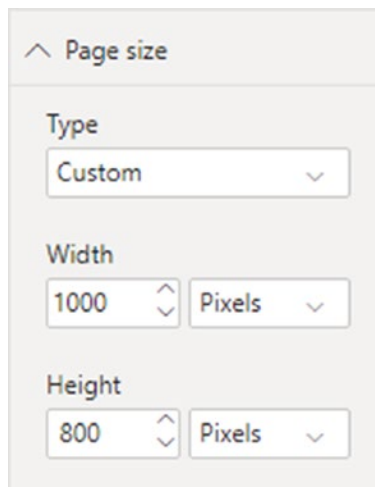 Page size
Type
Custom
Width
1000 Pixels
Height
800 Pixels